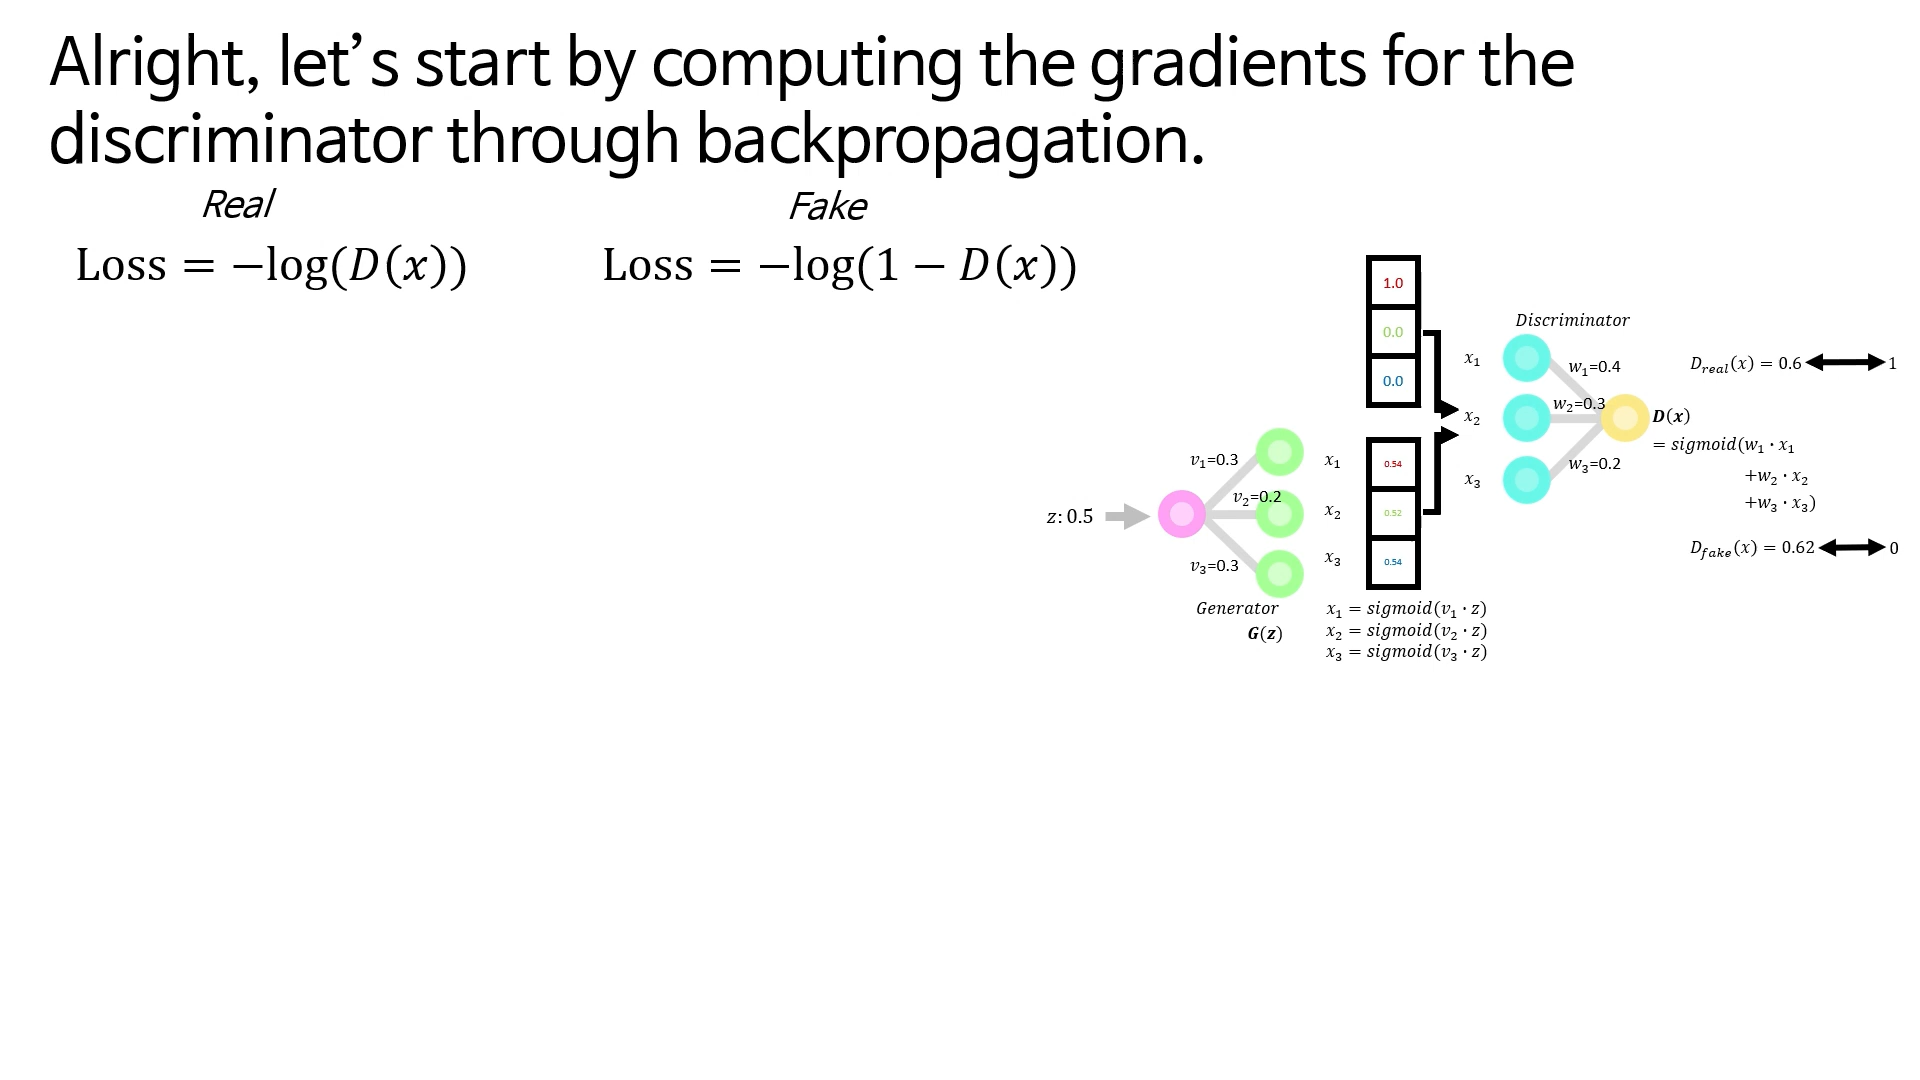 Alright, let’s start by computing the gradients for the
discriminator through backpropagation.
Real
Loss = −log(D(x))
Fake
Loss = −log(1 − D(x))
1.0
0.0
0.0
Discriminator
x₁
x₂
x₃
w₁=0.4
w₂=0.3
w₃=0.2
D_real(x) = 0.6
1
D(x)
= sigmoid(w₁ · x₁
+w₂ · x₂
+w₃ · x₃)
D_fake(x) = 0.62
0
z: 0.5
v₁=0.3
v₂=0.2
v₃=0.3
x₁
x₂
x₃
0.54
0.52
0.54
Generator
G(z)
x₁ = sigmoid(v₁ · z)
x₂ = sigmoid(v₂ · z)
x₃ = sigmoid(v₃ · z)